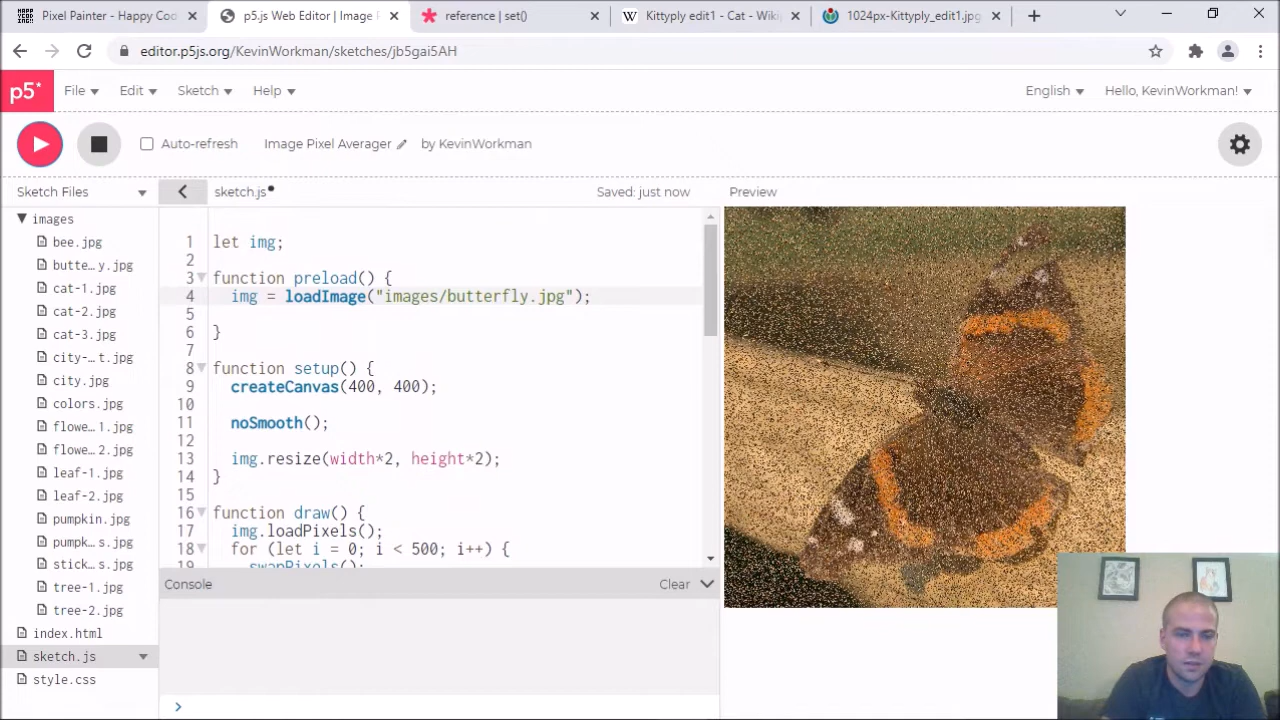 Pixel Painter - Happy Cod
p5.js Web Editor | Image P
reference | set()
Kittyply edit1 - Cat - Wiki
1024px-Kittyply_edit1.jpg
editor.p5js.org/KevinWorkman/sketches/jb5gai5AH
p5* File Edit Sketch Help English Hello, KevinWorkman!
Auto-refresh Image Pixel Averager by KevinWorkman
Sketch Files
sketch.js
Saved: just now
Preview
images
bee.jpg
butte…y.jpg
cat-1.jpg
cat-2.jpg
cat-3.jpg
city-…t.jpg
city.jpg
colors.jpg
flowe…1.jpg
flowe…2.jpg
leaf-1.jpg
leaf-2.jpg
pumpkin.jpg
pumpk…s.jpg
stick…s.jpg
tree-1.jpg
tree-2.jpg
index.html
sketch.js
style.css
1 let img;
2
3 function preload() {
4 img = loadImage("images/butterfly.jpg");
5
6 }
7
8 function setup() {
9 createCanvas(400, 400);
10
11 noSmooth();
12
13 img.resize(width*2, height*2);
14 }
15
16 function draw() {
17 img.loadPixels();
18 for (let i = 0; i < 500; i++) {
19 swapPixels();
Console
Clear
>